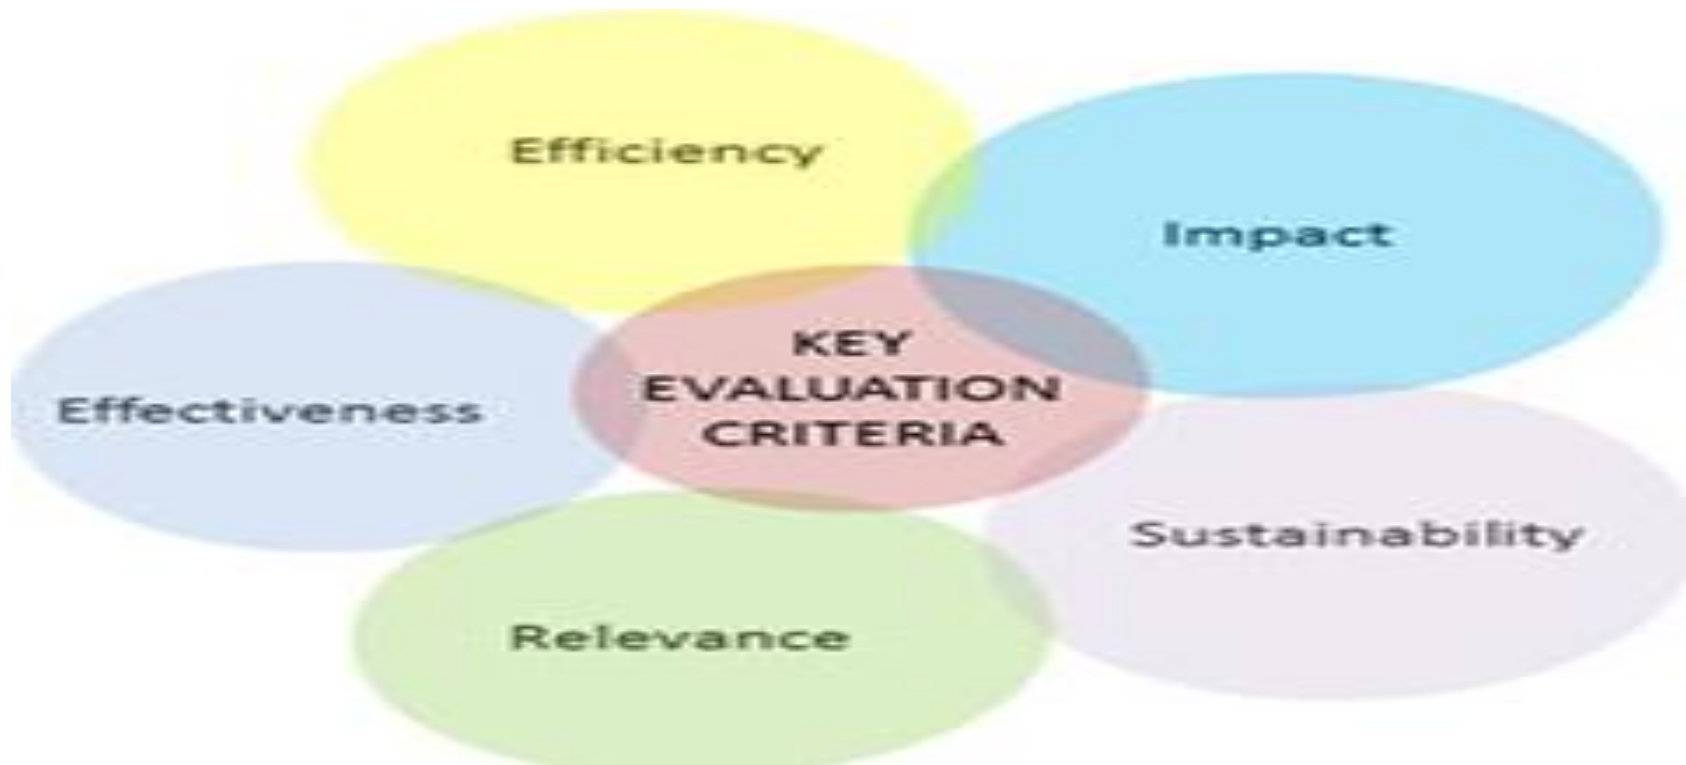 Efficiency
Impact
KEY
EVALUATION
CRITERIA
Effectiveness
Sustainability
Relevance